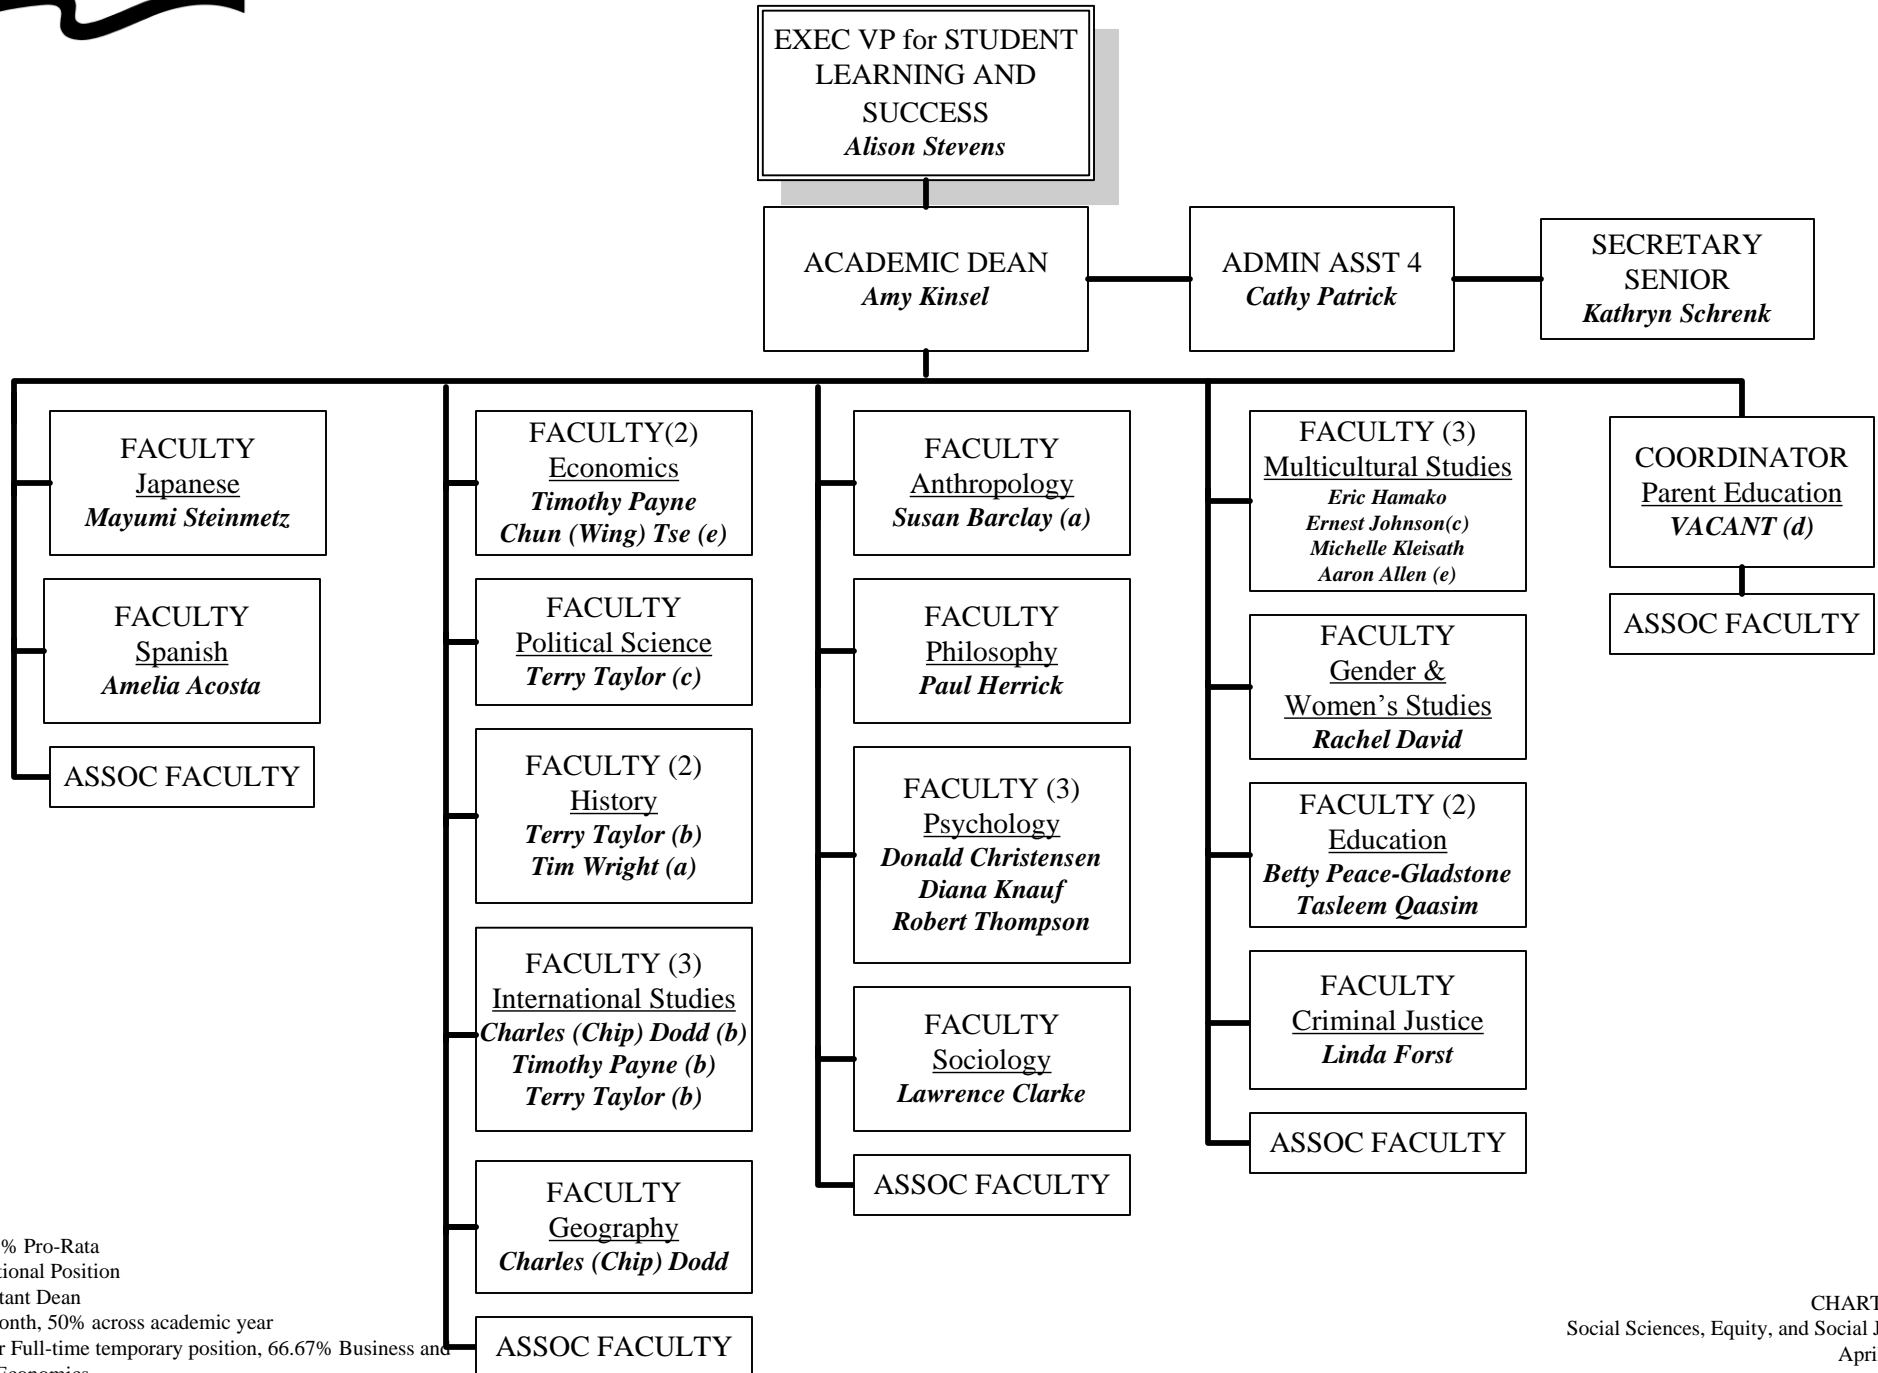 EXEC VP for STUDENT
LEARNING AND
SUCCESS
Alison Stevens
ACADEMIC DEAN
Amy Kinsel
ADMIN ASST 4
Cathy Patrick
SECRETARY
SENIOR
Kathryn Schrenk
FACULTY
Japanese
Mayumi Steinmetz
FACULTY
Spanish
Amelia Acosta
ASSOC FACULTY
FACULTY(2)
Economics
Timothy Payne
Chun (Wing) Tse (e)
FACULTY
Political Science
Terry Taylor (c)
FACULTY (2)
History
Terry Taylor (b)
Tim Wright (a)
FACULTY (3)
International Studies
Charles (Chip) Dodd (b)
Timothy Payne (b)
Terry Taylor (b)
FACULTY
Geography
Charles (Chip) Dodd
ASSOC FACULTY
FACULTY
Anthropology
Susan Barclay (a)
FACULTY
Philosophy
Paul Herrick
FACULTY (3)
Psychology
Donald Christensen
Diana Knauf
Robert Thompson
FACULTY
Sociology
Lawrence Clarke
ASSOC FACULTY
FACULTY (3)
Multicultural Studies
Eric Hamako
Ernest Johnson(c)
Michelle Kleisath
Aaron Allen (e)
FACULTY
Gender &
Women’s Studies
Rachel David
FACULTY (2)
Education
Betty Peace-Gladstone
Tasleem Qaasim
FACULTY
Criminal Justice
Linda Forst
ASSOC FACULTY
COORDINATOR
Parent Education
VACANT (d)
ASSOC FACULTY
% Pro-Rata
Position
Dean
50% across academic year
Full-time temporary position, 66.67% Business and
CHART
Social Sciences, Equity, and Social